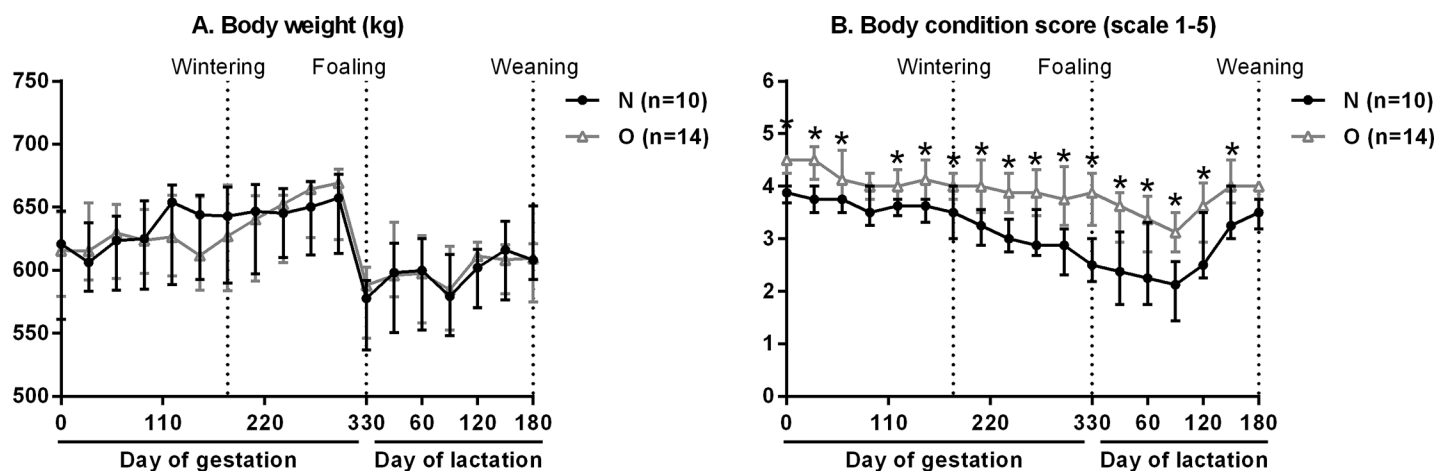 A. Body weight (kg)
Wintering Foaling Weaning
750
700
650
600
550
500
N (n=10)
O (n=14)
0 110 220 330 60 120 180
Day of gestation Day of lactation
B. Body condition score (scale 1-5)
Wintering Foaling Weaning
6
5
4
3
2
1
0
* * * * * * * * * * * * * * * *
N (n=10)
O (n=14)
0 110 220 330 60 120 180
Day of gestation Day of lactation